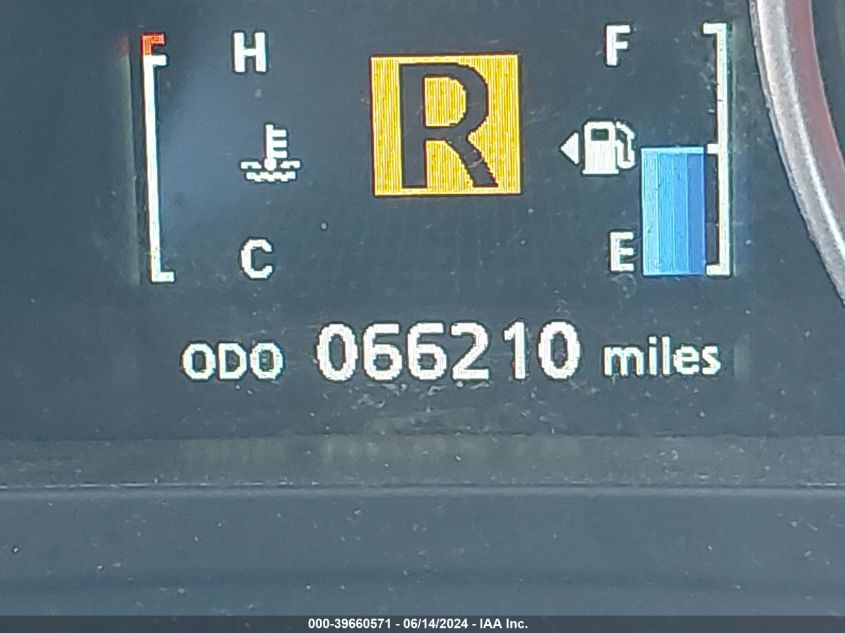 H F
R
C E
ODO 066210 miles
000-39660571 - 06/14/2024 - IAA Inc.